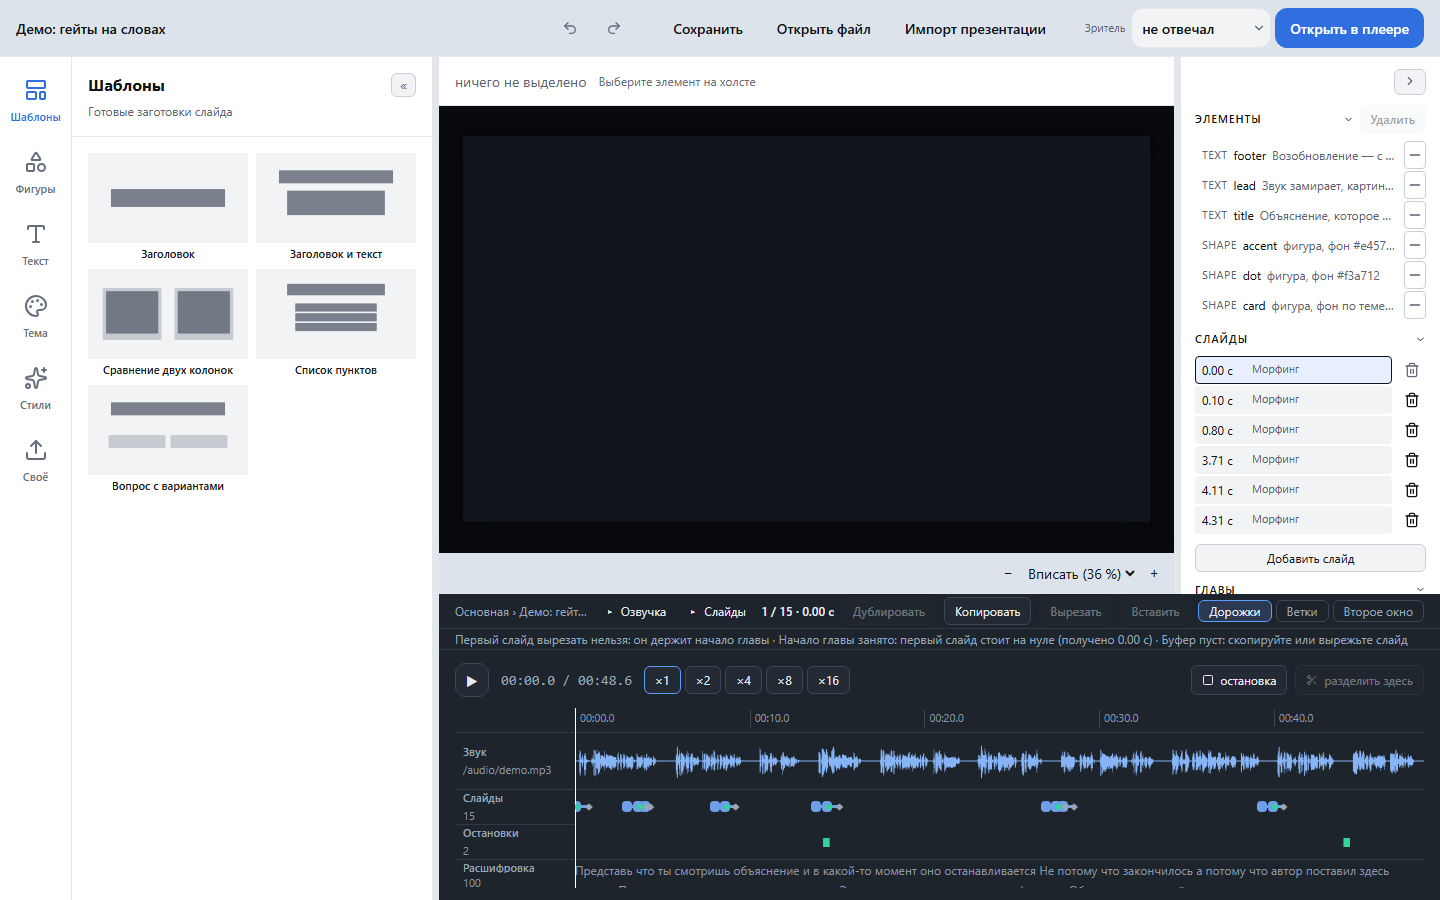 Демо: гейты на словах
Сохранить
Открыть файл
Импорт презентации
Зритель
не отвечал
Открыть в плеере
Шаблоны
Фигуры
Текст
Тема
Стили
Своё
Шаблоны
«
Готовые заготовки слайда
Заголовок
Заголовок и текст
Сравнение двух колонок
Список пунктов
Вопрос с вариантами
ничего не выделено Выберите элемент на холсте
− Вписать (36 %) +
ЭЛЕМЕНТЫ
Удалить
TEXT footer Возобновление — с ...
TEXT lead Звук замирает, картин...
TEXT title Объяснение, которое ...
SHAPE accent фигура, фон #e457...
SHAPE dot фигура, фон #f3a712
SHAPE card фигура, фон по теме...
СЛАЙДЫ
0.00 с Морфинг
0.10 с Морфинг
0.80 с Морфинг
3.71 с Морфинг
4.11 с Морфинг
4.31 с Морфинг
Добавить слайд
ГЛАВЫ
Основная › Демо: гейт...
▸ Озвучка
▸ Слайды
1 / 15 · 0.00 с
Дублировать
Копировать
Вырезать
Вставить
Дорожки
Ветки
Второе окно
Первый слайд вырезать нельзя: он держит начало главы · Начало главы занято: первый слайд стоит на нуле (получено 0.00 с) · Буфер пуст: скопируйте или вырежьте слайд
00:00.0 / 00:48.6
×1
×2
×4
×8
×16
остановка
разделить здесь
00:00.0 00:10.0 00:20.0 00:30.0 00:40.0
Звук
/audio/demo.mp3
Слайды
15
Остановки
2
Расшифровка
100
Представь что ты смотришь объяснение и в какой-то момент оно останавливается Не потому что закончилось а потому что автор поставил здесь